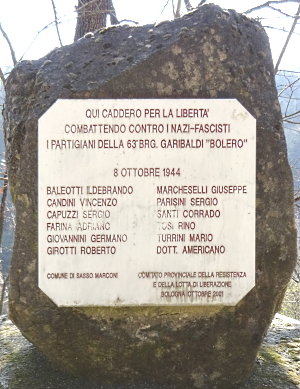 QUI CADDERO PER LA LIBERTA'
COMBATTENDO CONTRO I NAZI-FASCISTI
I PARTIGIANI DELLA 63ª BRG. GARIBALDI "BOLERO"
8 OTTOBRE 1944
BALEOTTI ILDEBRANDO
CANDINI VINCENZO
CAPUZZI SERGIO
FARINA ADRIANO
GIOVANNINI GERMANO
GIROTTI ROBERTO
MARCHESELLI GIUSEPPE
PARISINI SERGIO
SANTI CORRADO
TOSI RINO
TURRINI MARIO
DOTT. AMERICANO
COMUNE DI SASSO MARCONI
COMITATO PROVINCIALE DELLA RESISTENZA
E DELLA LOTTA DI LIBERAZIONE
BOLOGNA OTTOBRE 2001